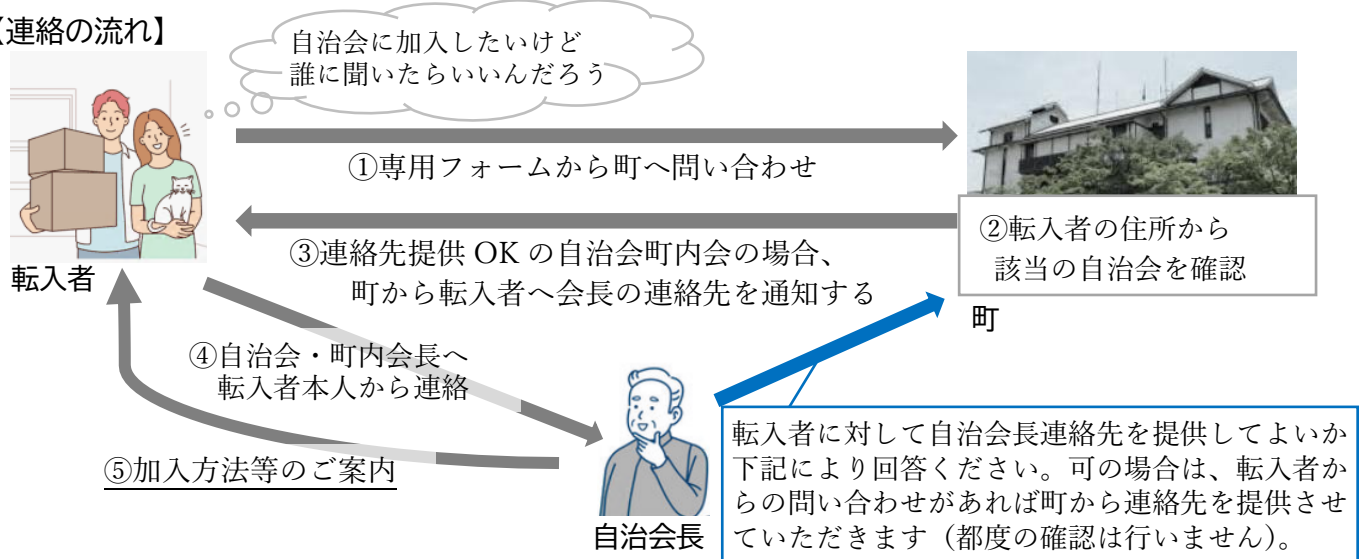 【連絡の流れ】
自治会に加入したいけど
誰に聞いたらいいんだろう
①専用フォームから町へ問い合わせ
②転入者の住所から
該当の自治会を確認
町
③連絡先提供 OK の自治会町内会の場合、
町から転入者へ会長の連絡先を通知する
転入者
④自治会・町内会長へ
転入者本人から連絡
⑤加入方法等のご案内
自治会長
転入者に対して自治会長連絡先を提供してよいか
下記により回答ください。可の場合は、転入者か
らの問い合わせがあれば町から連絡先を提供させ
ていただきます（都度の確認は行いません）。